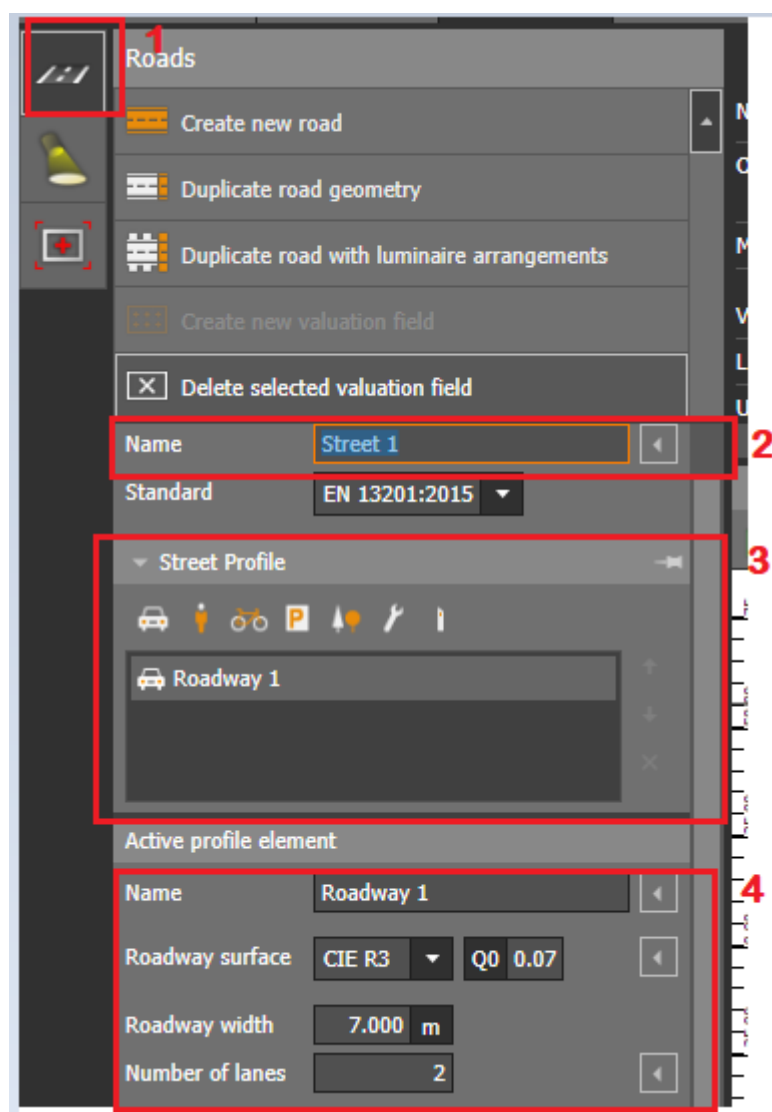 1
Roads
Create new road
Duplicate road geometry
Duplicate road with luminaire arrangements
Create new valuation field
Delete selected valuation field
Name Street 1
2
Standard EN 13201:2015
3
Street Profile
P
Roadway 1
Active profile element
4
Name Roadway 1
Roadway surface CIE R3 Q0 0.07
Roadway width 7.000 m
Number of lanes 2
N
M
V
L
U